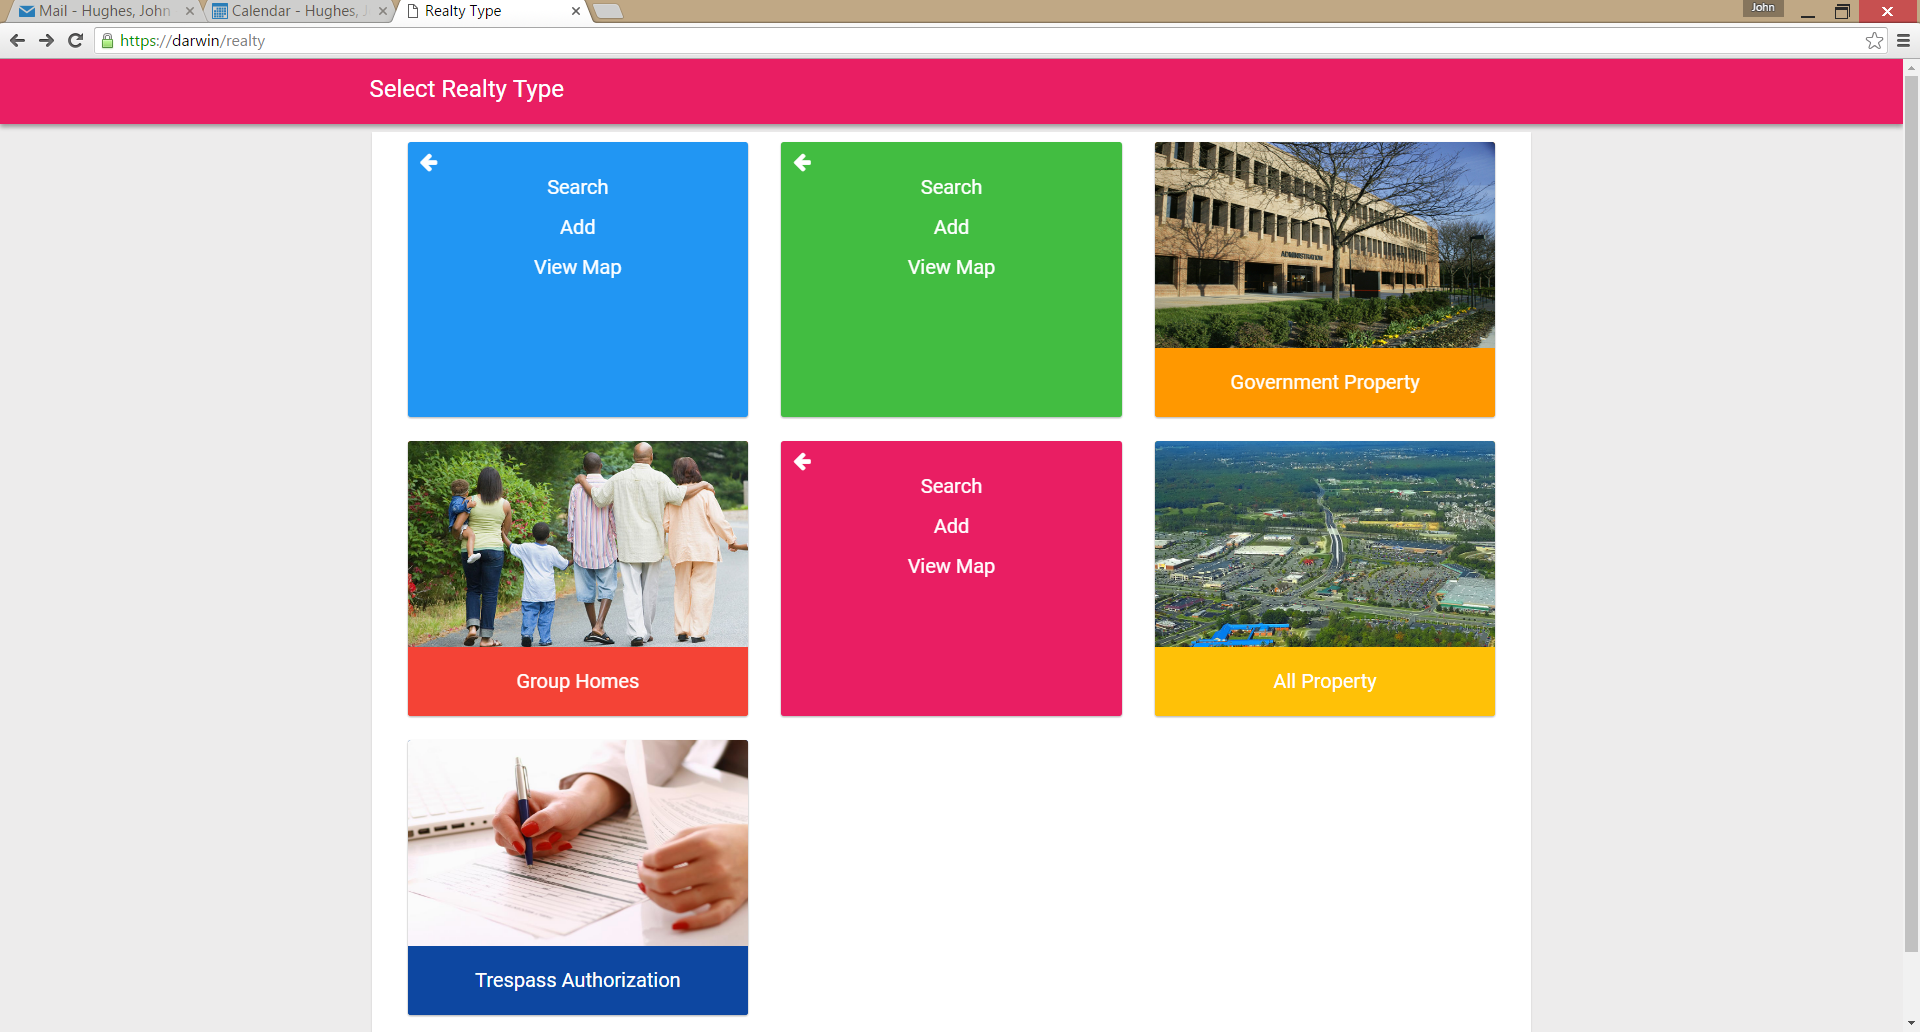 Mail - Hughes, John
Calendar - Hughes, J
Realty Type
John
https://darwin/realty
Select Realty Type
Search
Add
View Map
Search
Add
View Map
ADMINISTRATION
Government Property
Group Homes
Search
Add
View Map
All Property
Trespass Authorization